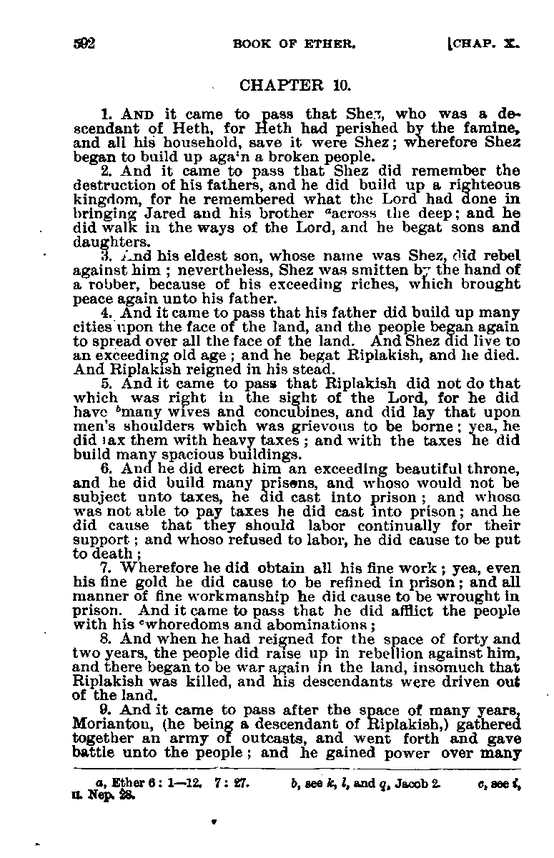 592 BOOK OF ETHER. [CHAP. X.
CHAPTER 10.
1. AND it came to pass that Shez, who was a de-
scendant of Heth, for Heth had perished by the famine,
and all his household, save it were Shez; wherefore Shez
began to build up again a broken people.
2. And it came to pass that Shez did remember the
destruction of his fathers, and he did build up a righteous
kingdom, for he remembered what the Lord had done in
bringing Jared and his brother ᵃacross the deep; and he
did walk in the ways of the Lord, and he begat sons and
daughters.
3. And his eldest son, whose name was Shez, did rebel
against him; nevertheless, Shez was smitten by the hand of
a robber, because of his exceeding riches, which brought
peace again unto his father.
4. And it came to pass that his father did build up many
cities upon the face of the land, and the people began again
to spread over all the face of the land. And Shez did live to
an exceeding old age; and he begat Riplakish, and he died.
And Riplakish reigned in his stead.
5. And it came to pass that Riplakish did not do that
which was right in the sight of the Lord, for he did
have ᵇmany wives and concubines, and did lay that upon
men's shoulders which was grievous to be borne; yea, he
did tax them with heavy taxes; and with the taxes he did
build many spacious buildings.
6. And he did erect him an exceeding beautiful throne,
and he did build many prisons, and whoso would not be
subject unto taxes, he did cast into prison; and whoso
was not able to pay taxes he did cast into prison; and he
did cause that they should labor continually for their
support; and whoso refused to labor, he did cause to be put
to death;
7. Wherefore he did obtain all his fine work; yea, even
his fine gold he did cause to be refined in prison; and all
manner of fine workmanship he did cause to be wrought in
prison. And it came to pass that he did afflict the people
with his ᶜwhoredoms and abominations;
8. And when he had reigned for the space of forty and
two years, the people did raise up in rebellion against him,
and there began to be war again in the land, insomuch that
Riplakish was killed, and his descendants were driven out
of the land.
9. And it came to pass after the space of many years,
Morianton, (he being a descendant of Riplakish,) gathered
together an army of outcasts, and went forth and gave
battle unto the people; and he gained power over many
a, Ether 6: 1—12. 7: 27. b, see k, l, and q, Jacob 2. c, see i,
II. Nep. 28.